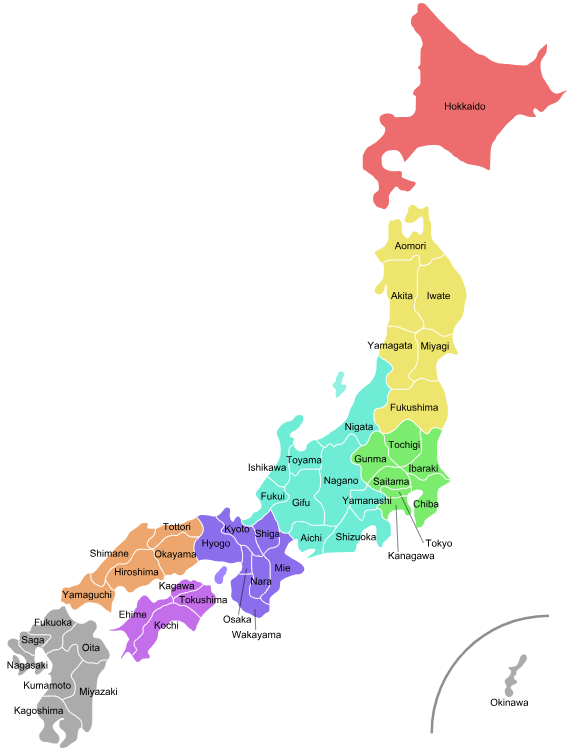 Hokkaido
Aomori
Akita
Iwate
Yamagata
Miyagi
Fukushima
Nigata
Tochigi
Gunma
Ibaraki
Toyama
Ishikawa
Nagano
Saitama
Fukui
Gifu
Yamanashi
Chiba
Tottori
Kyoto
Shiga
Aichi
Shizuoka
Tokyo
Hyogo
Kanagawa
Shimane
Okayama
Hiroshima
Mie
Nara
Kagawa
Yamaguchi
Tokushima
Ehime
Osaka
Kochi
Wakayama
Fukuoka
Saga
Oita
Nagasaki
Kumamoto
Miyazaki
Okinawa
Kagoshima